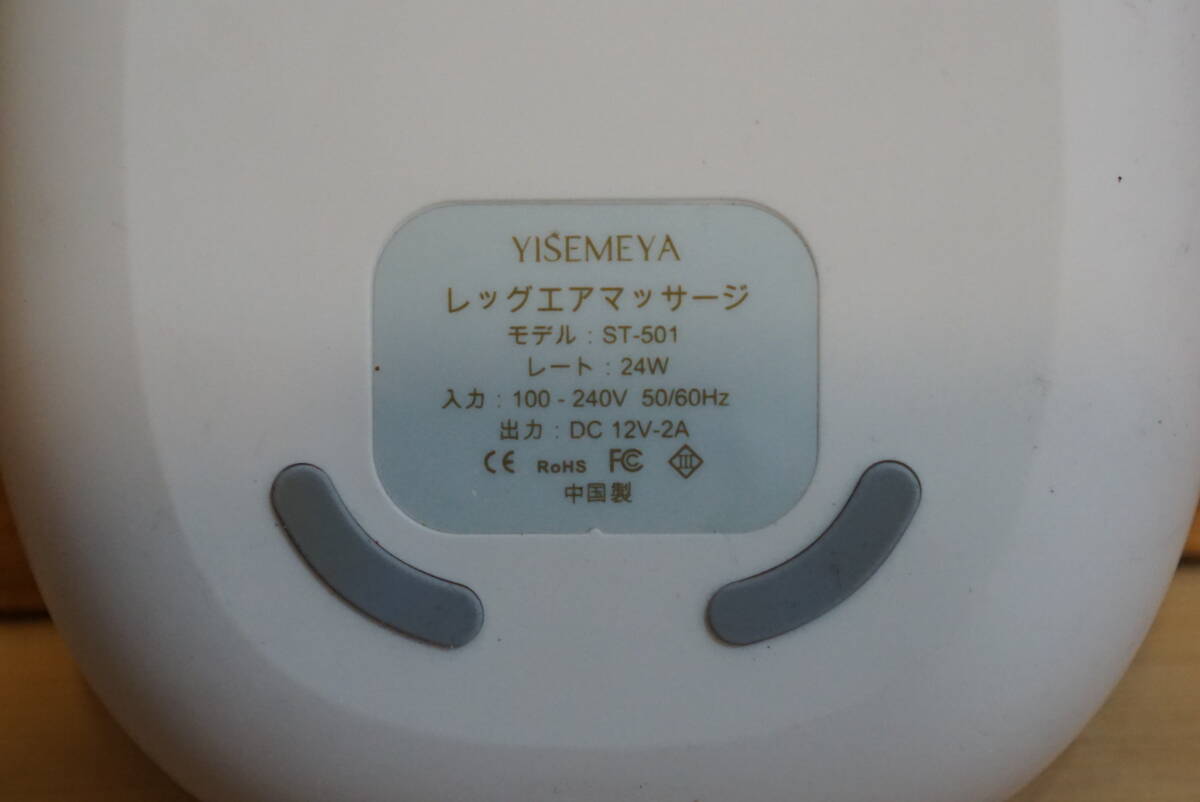 YISEMEYA
レッグエアマッサージ
モデル : ST-501
レート : 24W
入力 : 100 - 240V 50/60Hz
出力 : DC 12V-2A
CE RoHS FC III
中国製